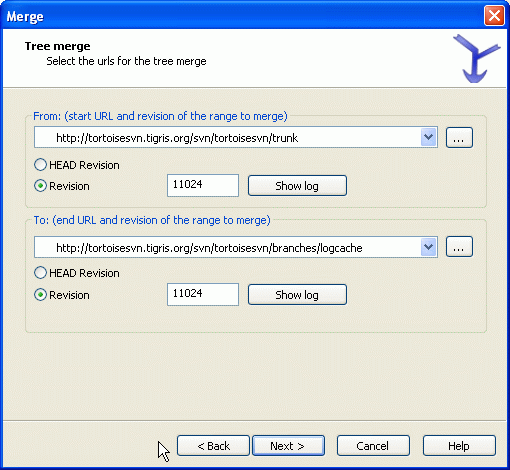 Merge
Tree merge
Select the urls for the tree merge
From: (start URL and revision of the range to merge)
http://tortoisesvn.tigris.org/svn/tortoisesvn/trunk
...
HEAD Revision
Revision
11024
Show log
To: (end URL and revision of the range to merge)
http://tortoisesvn.tigris.org/svn/tortoisesvn/branches/logcache
...
HEAD Revision
Revision
11024
Show log
< Back
Next >
Cancel
Help